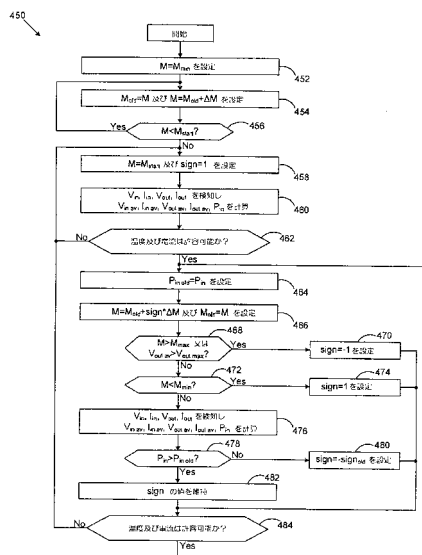 450
開始
M=Mminを設定
452
Mold=M 及び M=Mold+ΔM を設定
454
M<Mstart?
456
Yes
No
M=Mstart 及び sign=1 を設定
458
Vin, Iin, Vout, Iout を検知し
Vin av, Iin av, Vout av, Iout av, Pin を計算
460
温度及び電流は許容可能か?
462
No
Yes
Pin old=Pin を設定
464
M=Mold+sign*ΔM 及び Mold=M を設定
466
468
M>Mmax 又は
Vout av>Vout max?
Yes
470
sign=-1 を設定
No
472
M<Mmin?
Yes
474
sign=1 を設定
No
Vin, Iin, Vout, Iout を検知し
Vin av, Iin av, Vout av, Iout av, Pin を計算
476
478
Pin>Pin old?
No
480
sign=-signold を設定
Yes
482
sign の値を維持
温度及び電流は許容可能か?
484
No
Yes